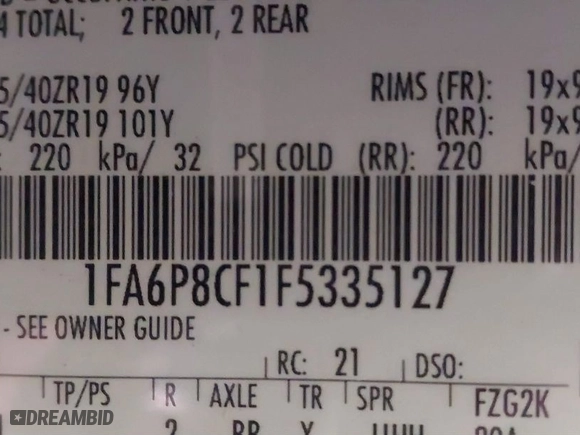 4 TOTAL; 2 FRONT, 2 REAR
5/40ZR19 96Y RIMS (FR): 19x9
5/40ZR19 101Y (RR): 19x9
: 220 kPa/ 32 PSI COLD (RR): 220 kPa/
1FA6P8CF1F5335127
- SEE OWNER GUIDE
RC: 21 DSO:
TP/PS R AXLE TR SPR FZG2K
2
DREAMBID